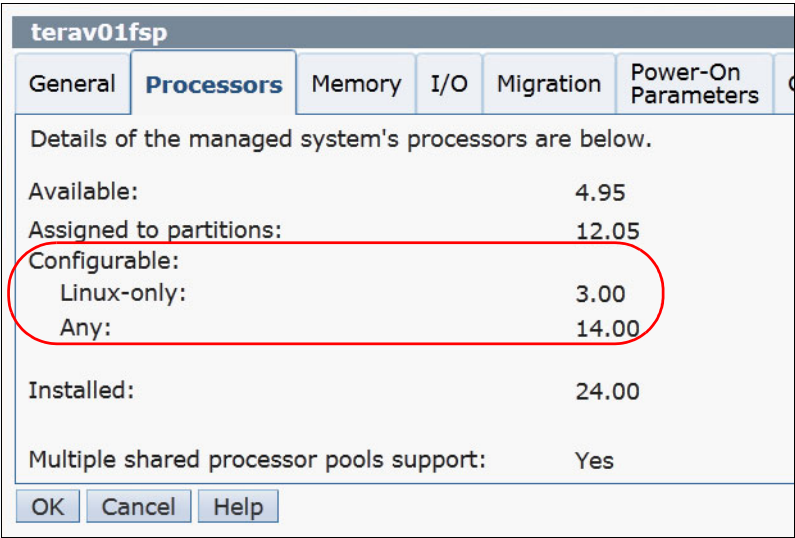 terav01fsp
General Processors Memory I/O Migration Power-On Parameters
Details of the managed system's processors are below.
Available: 4.95
Assigned to partitions: 12.05
Configurable:
Linux-only: 3.00
Any: 14.00
Installed: 24.00
Multiple shared processor pools support: Yes
OK Cancel Help